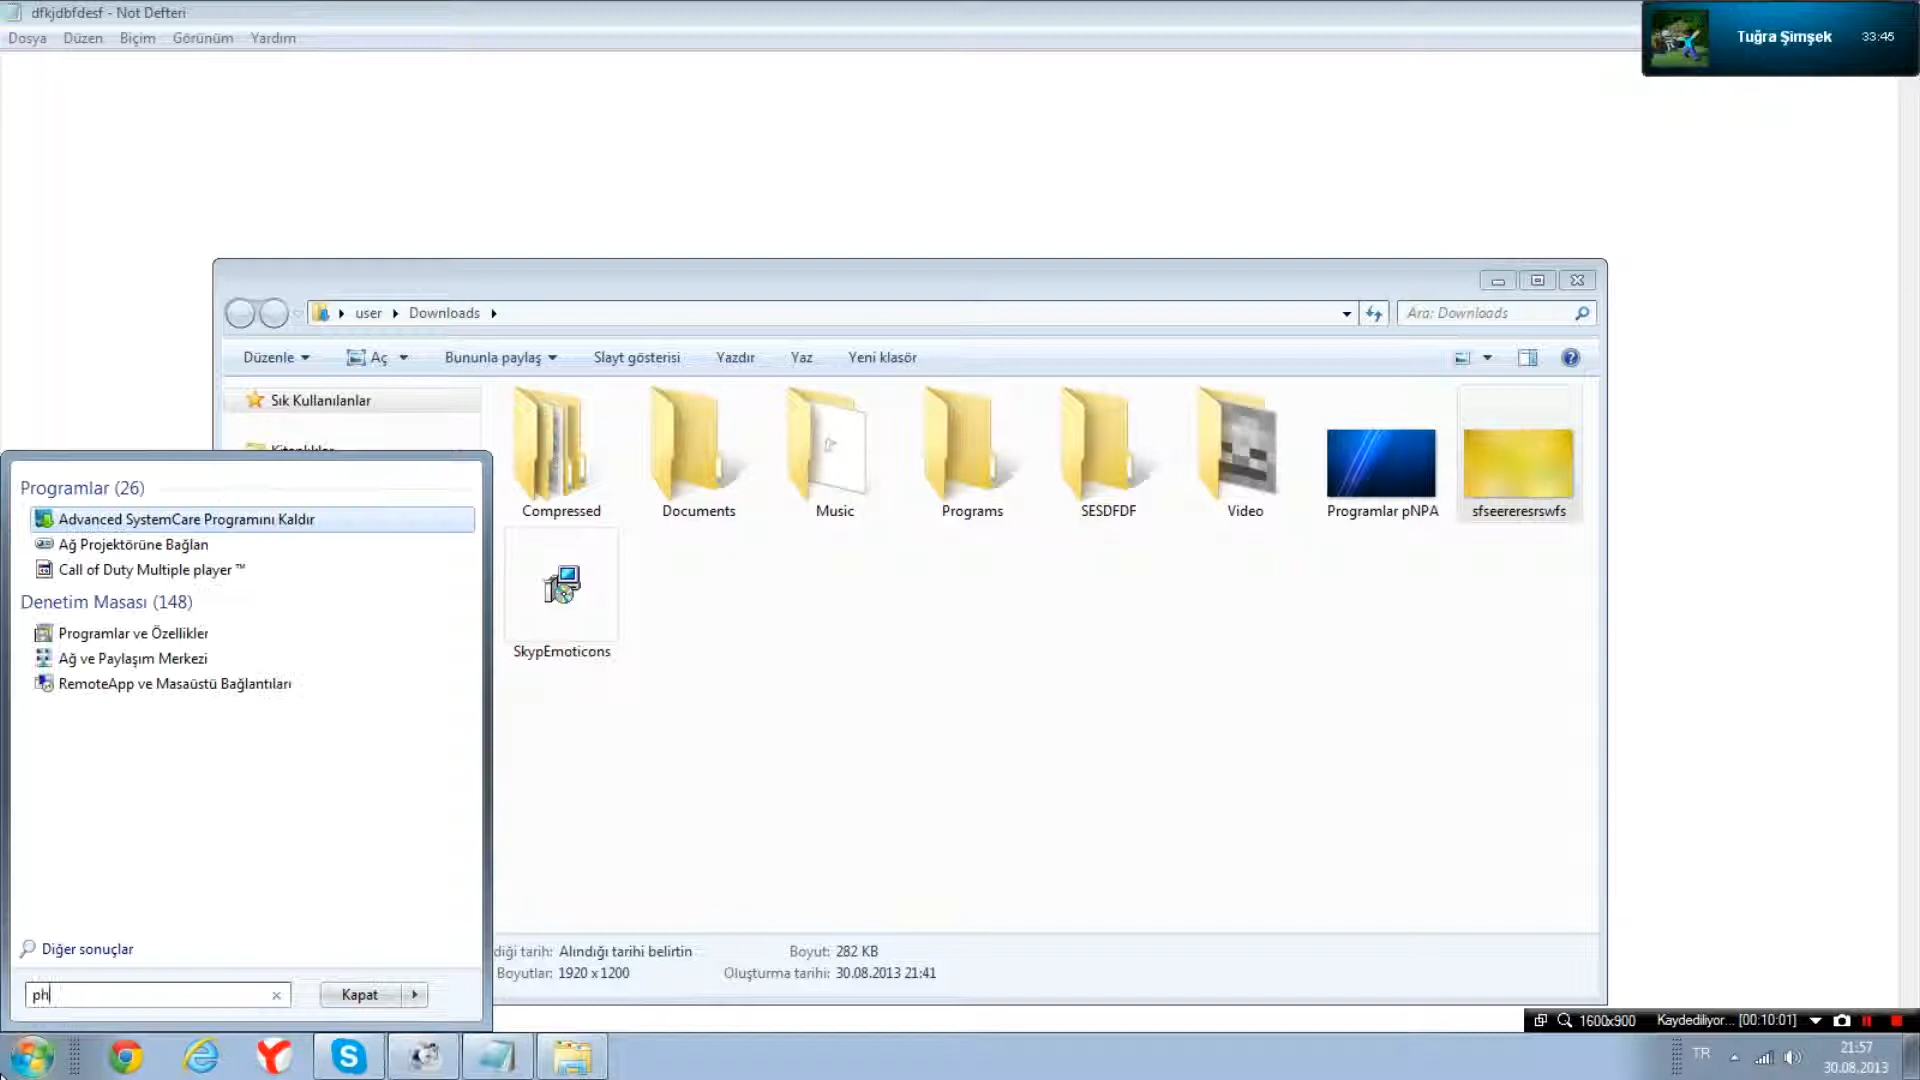 dfkjdbfdesf - Not Defteri
Dosya Düzen Biçim Görünüm Yardım
Tuğra Şimşek 33:45
user Downloads
Ara: Downloads
Düzenle Aç Bununla paylaş Slayt gösterisi Yazdır Yaz Yeni klasör
Sık Kullanılanlar
Kitaplıklar
Compressed Documents Music Programs SESDFDF Video Programlar pNPA sfseereresrswfs
SkypEmoticons
Programlar (26)
Advanced SystemCare Programını Kaldır
Ağ Projektörüne Bağlan
Call of Duty Multiple player ™
Denetim Masası (148)
Programlar ve Özellikler
Ağ ve Paylaşım Merkezi
RemoteApp ve Masaüstü Bağlantıları
Diğer sonuçlar
ph
Kapat
diği tarih: Alındığı tarihi belirtin Boyut: 282 KB
Boyutlar: 1920 x 1200 Oluşturma tarihi: 30.08.2013 21:41
1600x900 Kaydediliyor... [00:10:01]
TR
21:57
30.08.2013